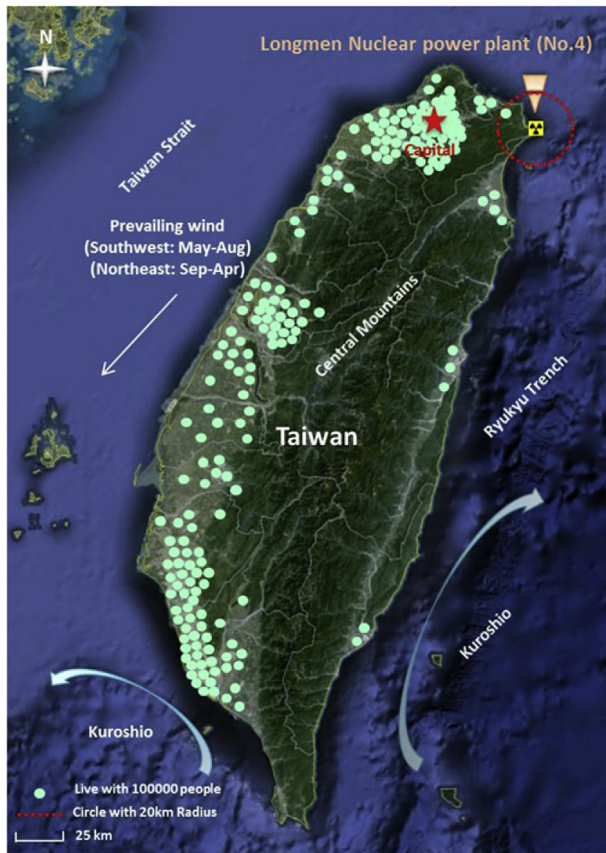 N
Longmen Nuclear power plant (No.4)
Taiwan Strait
Capital
Prevailing wind
(Southwest: May-Aug)
(Northeast: Sep-Apr)
Central Mountains
Ryukyu Trench
Taiwan
Kuroshio
Kuroshio
Live with 100000 people
Circle with 20km Radius
25 km